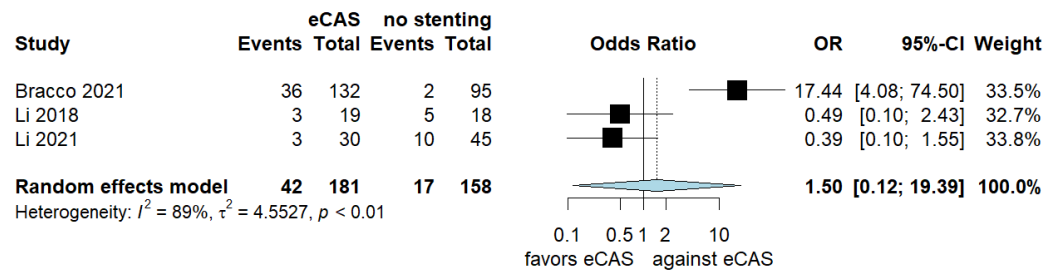 eCAS no stenting
Study Events Total Events Total Odds Ratio OR 95%-CI Weight
Bracco 2021 36 132 2 95 17.44 [4.08; 74.50] 33.5%
Li 2018 3 19 5 18 0.49 [0.10; 2.43] 32.7%
Li 2021 3 30 10 45 0.39 [0.10; 1.55] 33.8%
Random effects model 42 181 17 158 1.50 [0.12; 19.39] 100.0%
Heterogeneity: I² = 89%, τ² = 4.5527, p < 0.01
0.1 0.5 1 2 10
favors eCAS against eCAS